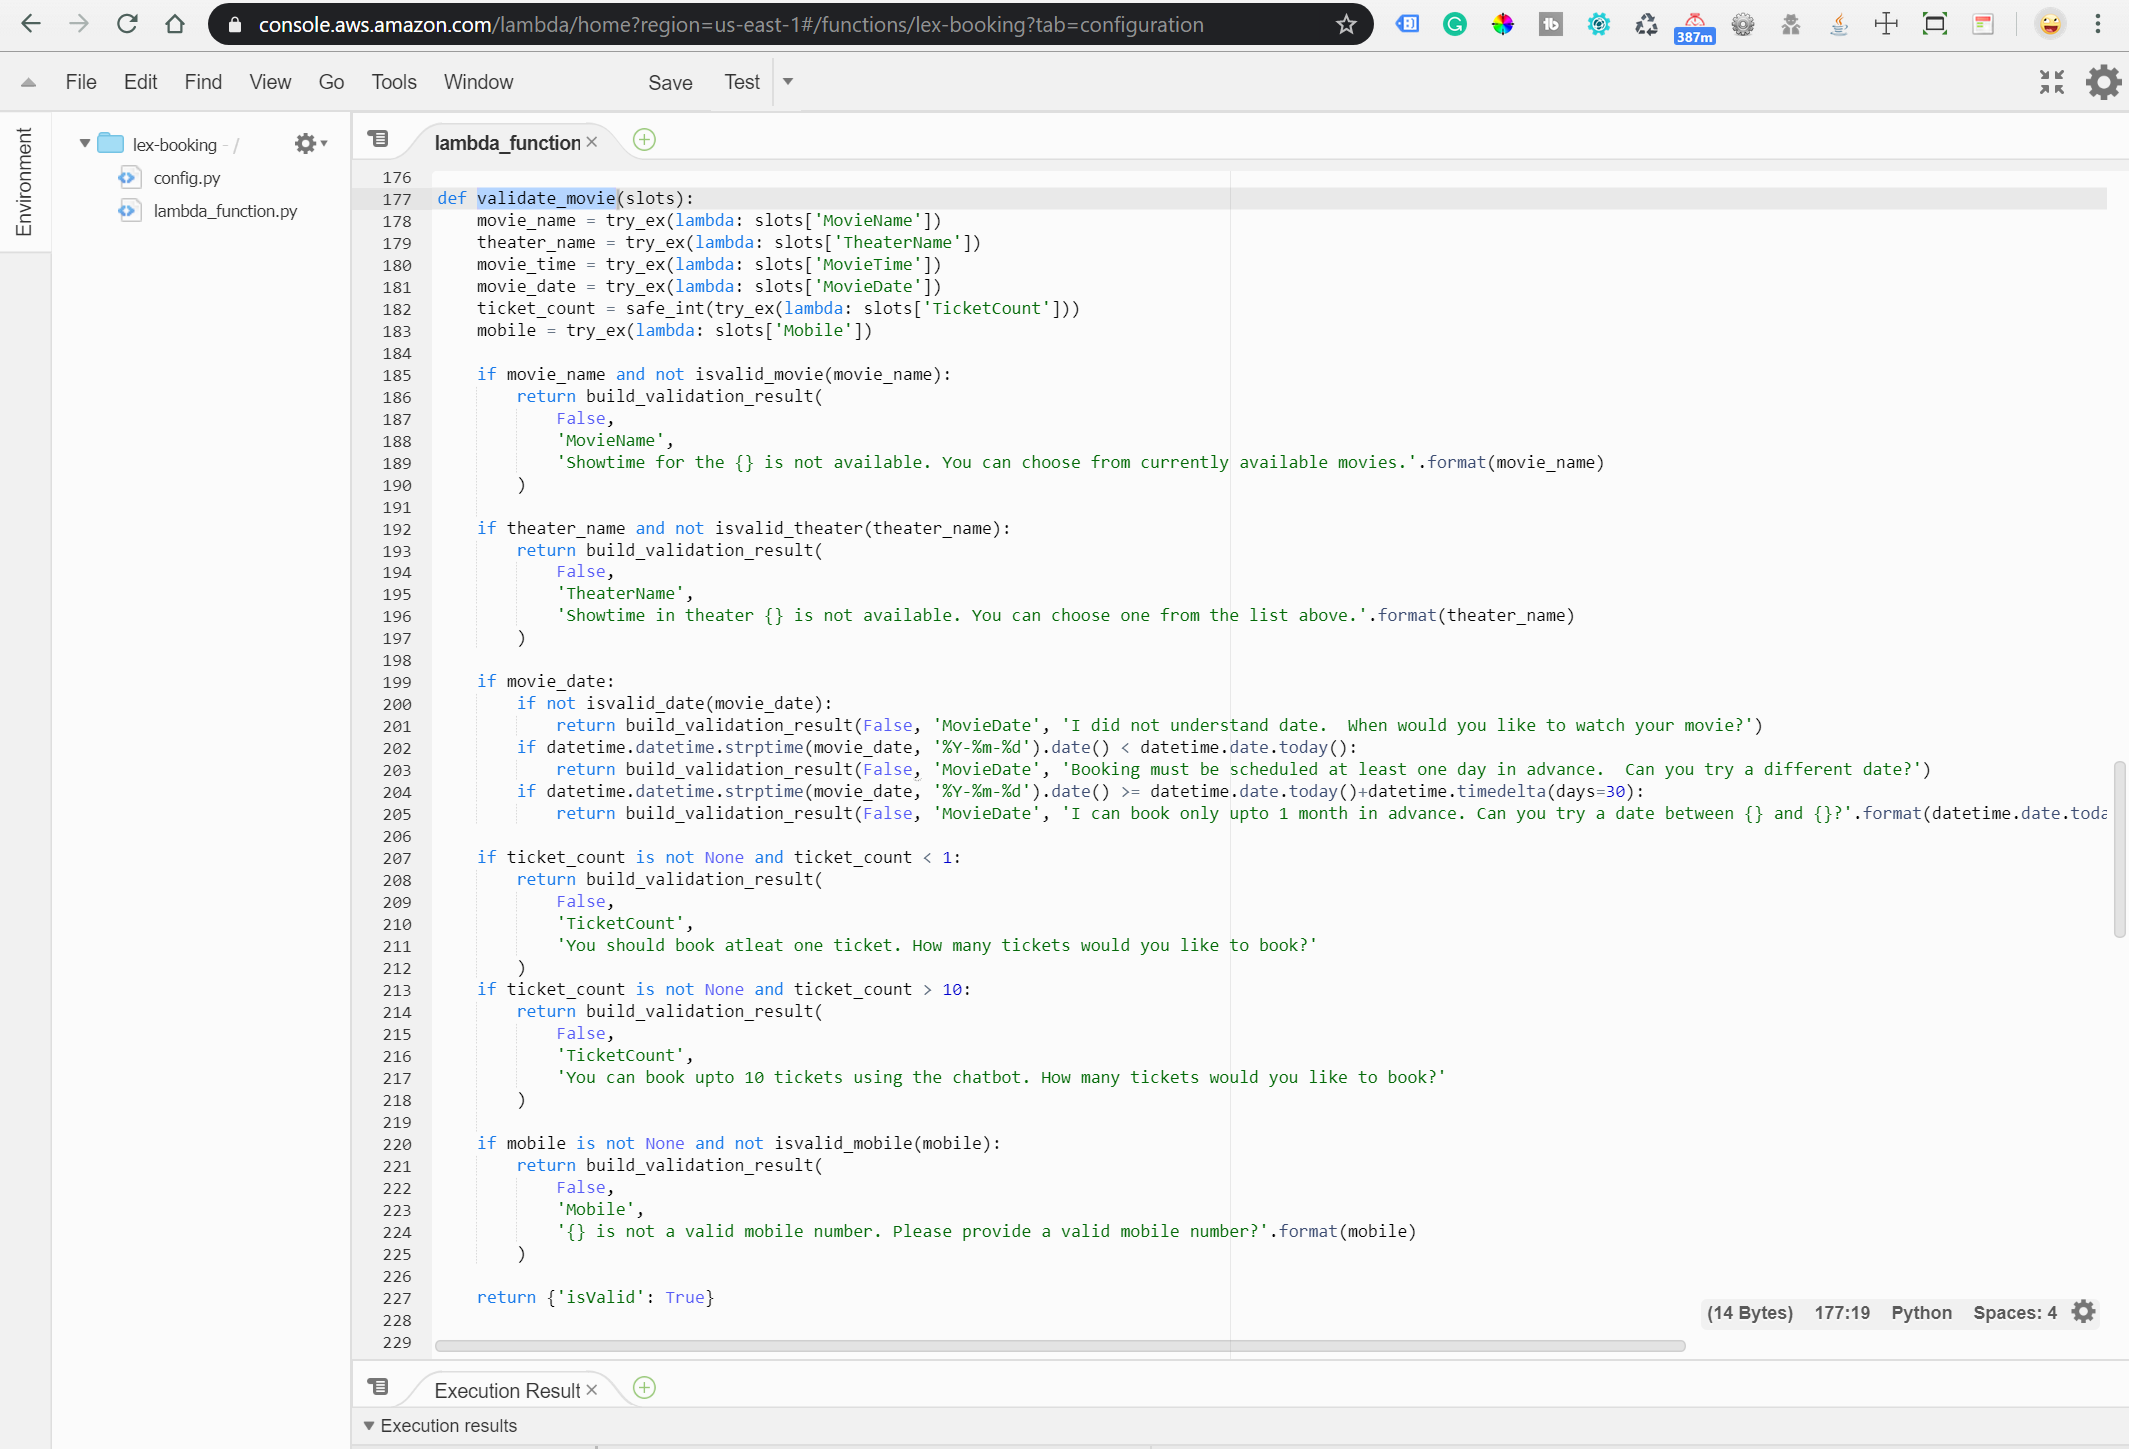 console.aws.amazon.com/lambda/home?region=us-east-1#/functions/lex-booking?tab=configuration
387m
File Edit Find View Go Tools Window Save Test
Environment
lex-booking - /
config.py
lambda_function.py
lambda_function
176
177 def validate_movie(slots):
178     movie_name = try_ex(lambda: slots['MovieName'])
179     theater_name = try_ex(lambda: slots['TheaterName'])
180     movie_time = try_ex(lambda: slots['MovieTime'])
181     movie_date = try_ex(lambda: slots['MovieDate'])
182     ticket_count = safe_int(try_ex(lambda: slots['TicketCount']))
183     mobile = try_ex(lambda: slots['Mobile'])
184
185     if movie_name and not isvalid_movie(movie_name):
186         return build_validation_result(
187             False,
188             'MovieName',
189             'Showtime for the {} is not available. You can choose from currently available movies.'.format(movie_name)
190         )
191
192     if theater_name and not isvalid_theater(theater_name):
193         return build_validation_result(
194             False,
195             'TheaterName',
196             'Showtime in theater {} is not available. You can choose one from the list above.'.format(theater_name)
197         )
198
199     if movie_date:
200         if not isvalid_date(movie_date):
201             return build_validation_result(False, 'MovieDate', 'I did not understand date.  When would you like to watch your movie?')
202         if datetime.datetime.strptime(movie_date, '%Y-%m-%d').date() < datetime.date.today():
203             return build_validation_result(False, 'MovieDate', 'Booking must be scheduled at least one day in advance.  Can you try a different date?')
204         if datetime.datetime.strptime(movie_date, '%Y-%m-%d').date() >= datetime.date.today()+datetime.timedelta(days=30):
205             return build_validation_result(False, 'MovieDate', 'I can book only upto 1 month in advance. Can you try a date between {} and {}?'.format(datetime.date.toda
206
207     if ticket_count is not None and ticket_count < 1:
208         return build_validation_result(
209             False,
210             'TicketCount',
211             'You should book atleat one ticket. How many tickets would you like to book?'
212         )
213     if ticket_count is not None and ticket_count > 10:
214         return build_validation_result(
215             False,
216             'TicketCount',
217             'You can book upto 10 tickets using the chatbot. How many tickets would you like to book?'
218         )
219
220     if mobile is not None and not isvalid_mobile(mobile):
221         return build_validation_result(
222             False,
223             'Mobile',
224             '{} is not a valid mobile number. Please provide a valid mobile number?'.format(mobile)
225         )
226
227     return {'isValid': True}
228
229
(14 Bytes) 177:19 Python Spaces: 4
Execution Result
Execution results